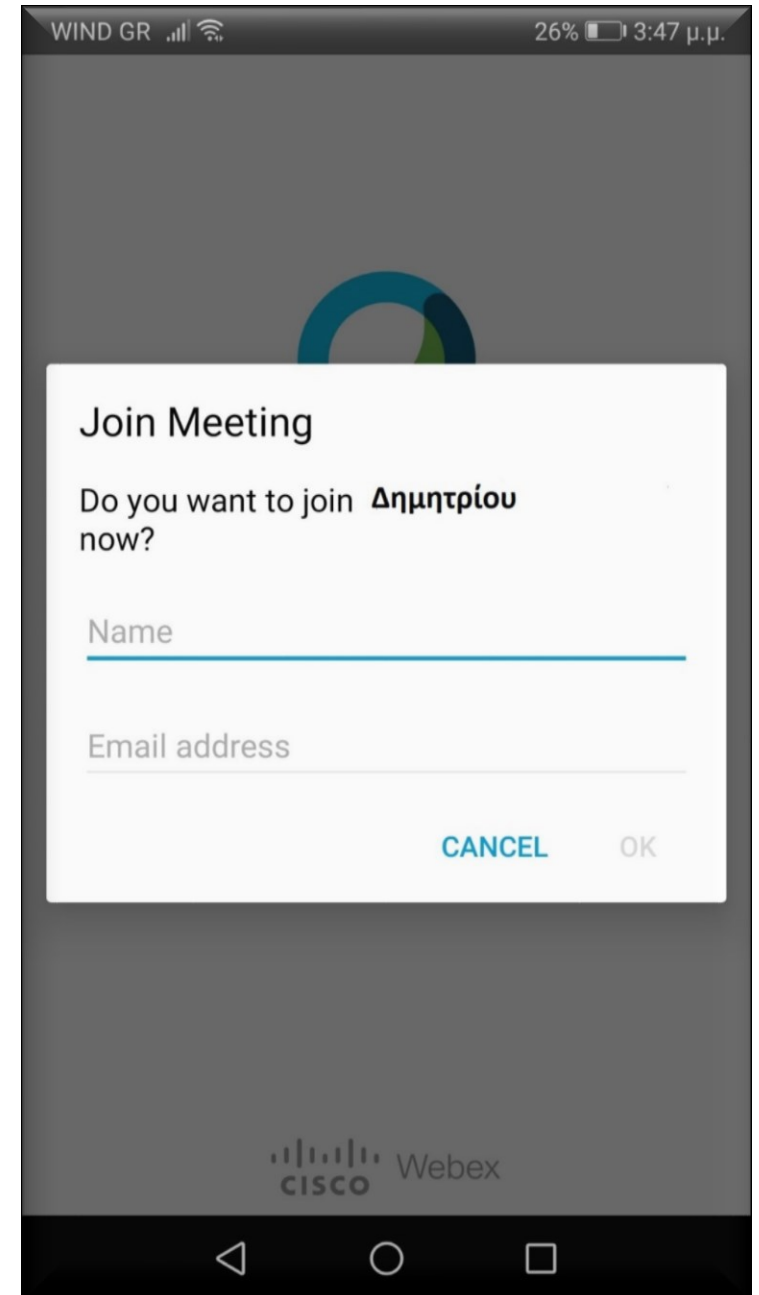 WIND GR 26% 3:47 μ.μ.
Join Meeting
Do you want to join Δημητρίου
now?
Name
Email address
CANCEL OK
CISCO Webex